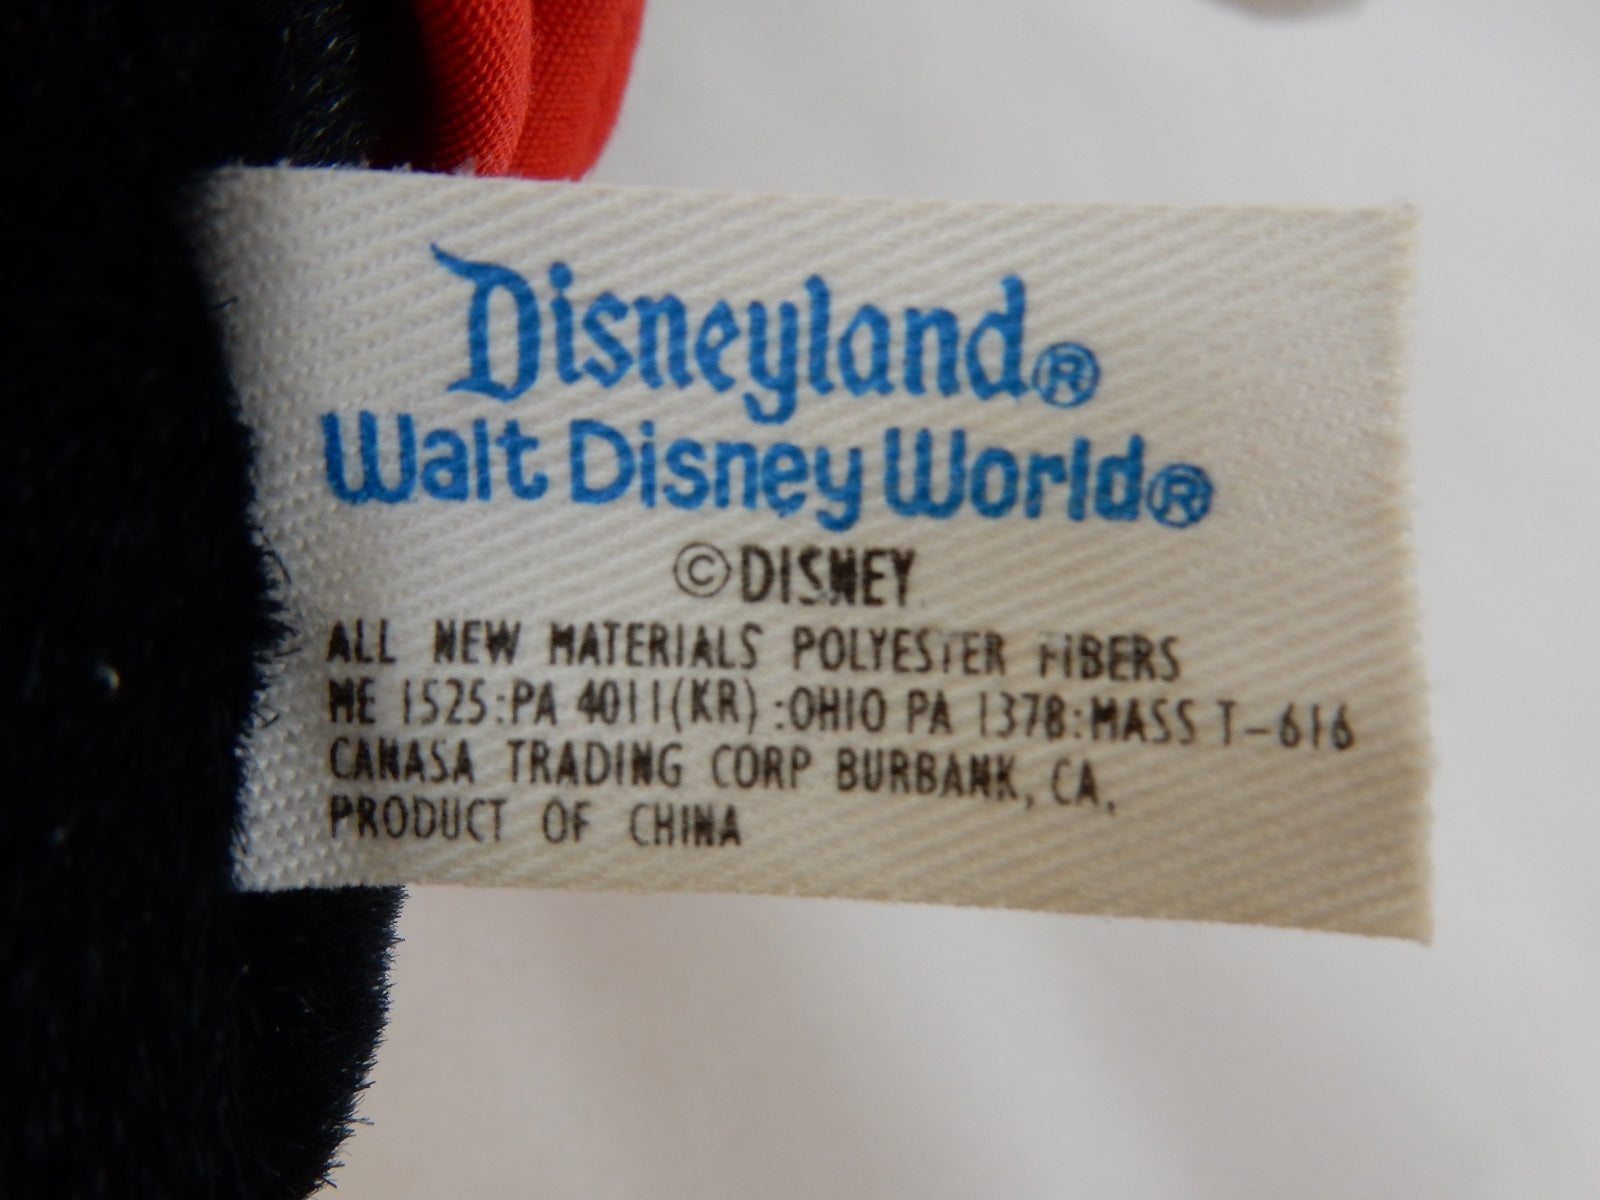 Disneyland®
Walt Disney World®
©DISNEY
ALL NEW MATERIALS POLYESTER FIBERS
ME 1525:PA 4011(KR) :OHIO PA 1378:MASS T-616
CANASA TRADING CORP BURBANK, CA.
PRODUCT OF CHINA